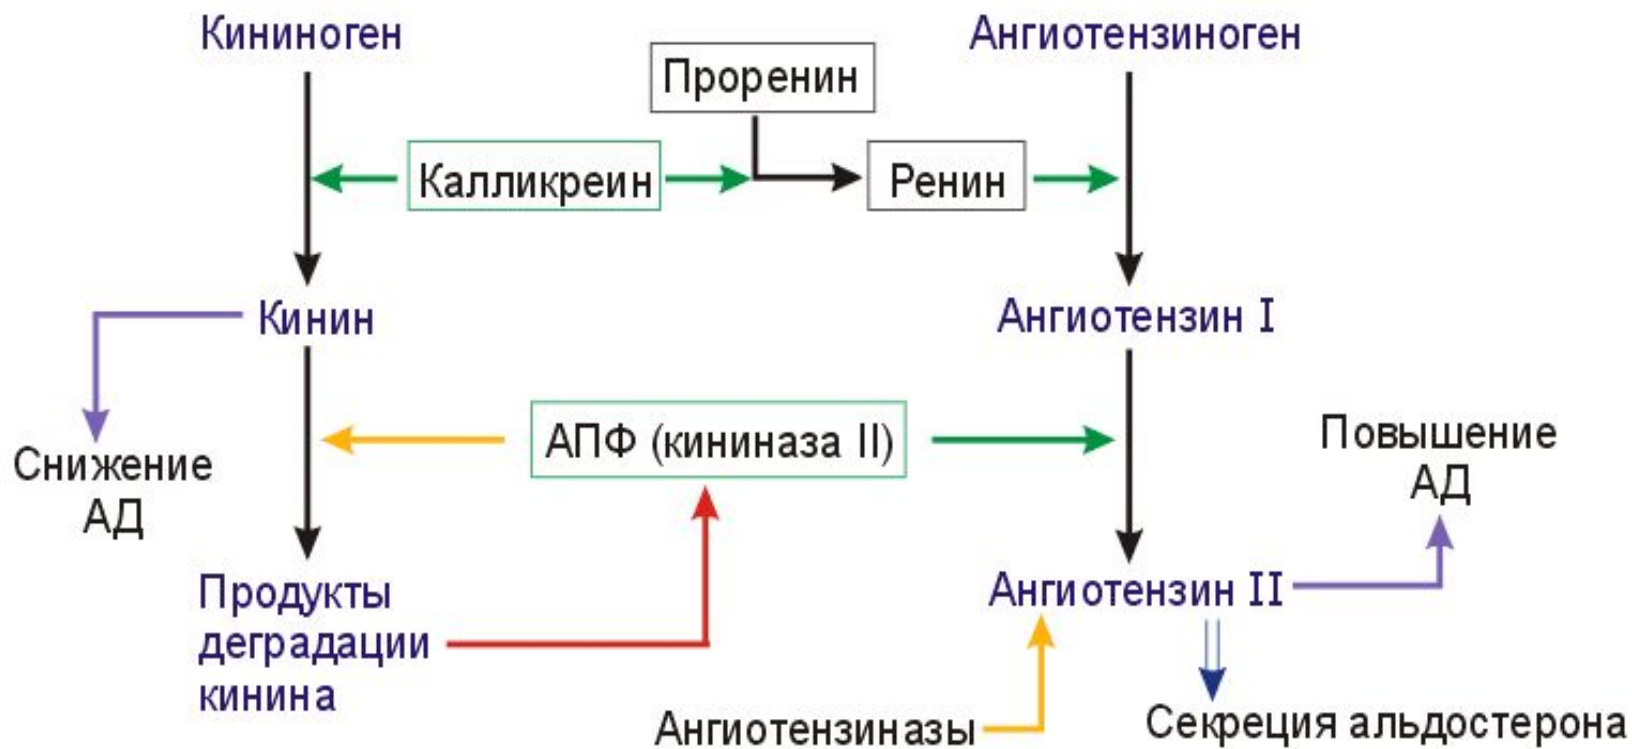 Кининоген
Ангиотензиноген
Проренин
Калликреин
Ренин
Кинин
Ангиотензин I
АПФ (кининаза II)
Снижение
АД
Повышение
АД
Продукты
деградации
кинина
Ангиотензин II
Ангиотензиназы
Секреция альдостерона